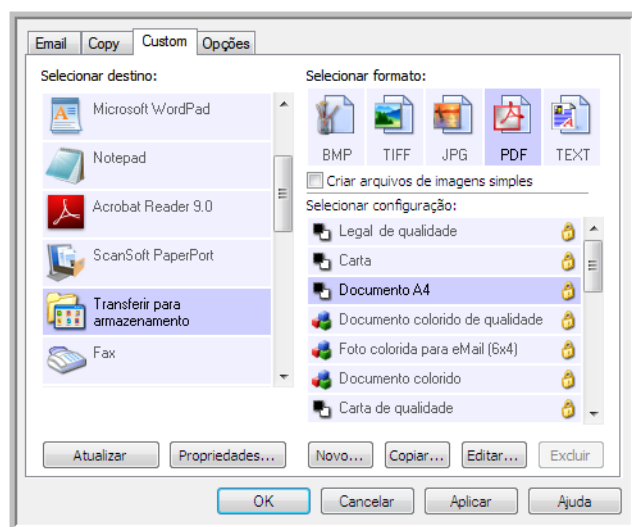 Email Copy Custom Opções
Selecionar destino:
Microsoft WordPad
Notepad
Acrobat Reader 9.0
ScanSoft PaperPort
Transferir para
armazenamento
Fax
Atualizar Propriedades...
Selecionar formato:
BMP TIFF JPG PDF TEXT
Criar arquivos de imagens simples
Selecionar configuração:
Legal de qualidade
Carta
Documento A4
Documento colorido de qualidade
Foto colorida para eMail (6x4)
Documento colorido
Carta de qualidade
Novo... Copiar... Editar... Excluir
OK Cancelar Aplicar Ajuda